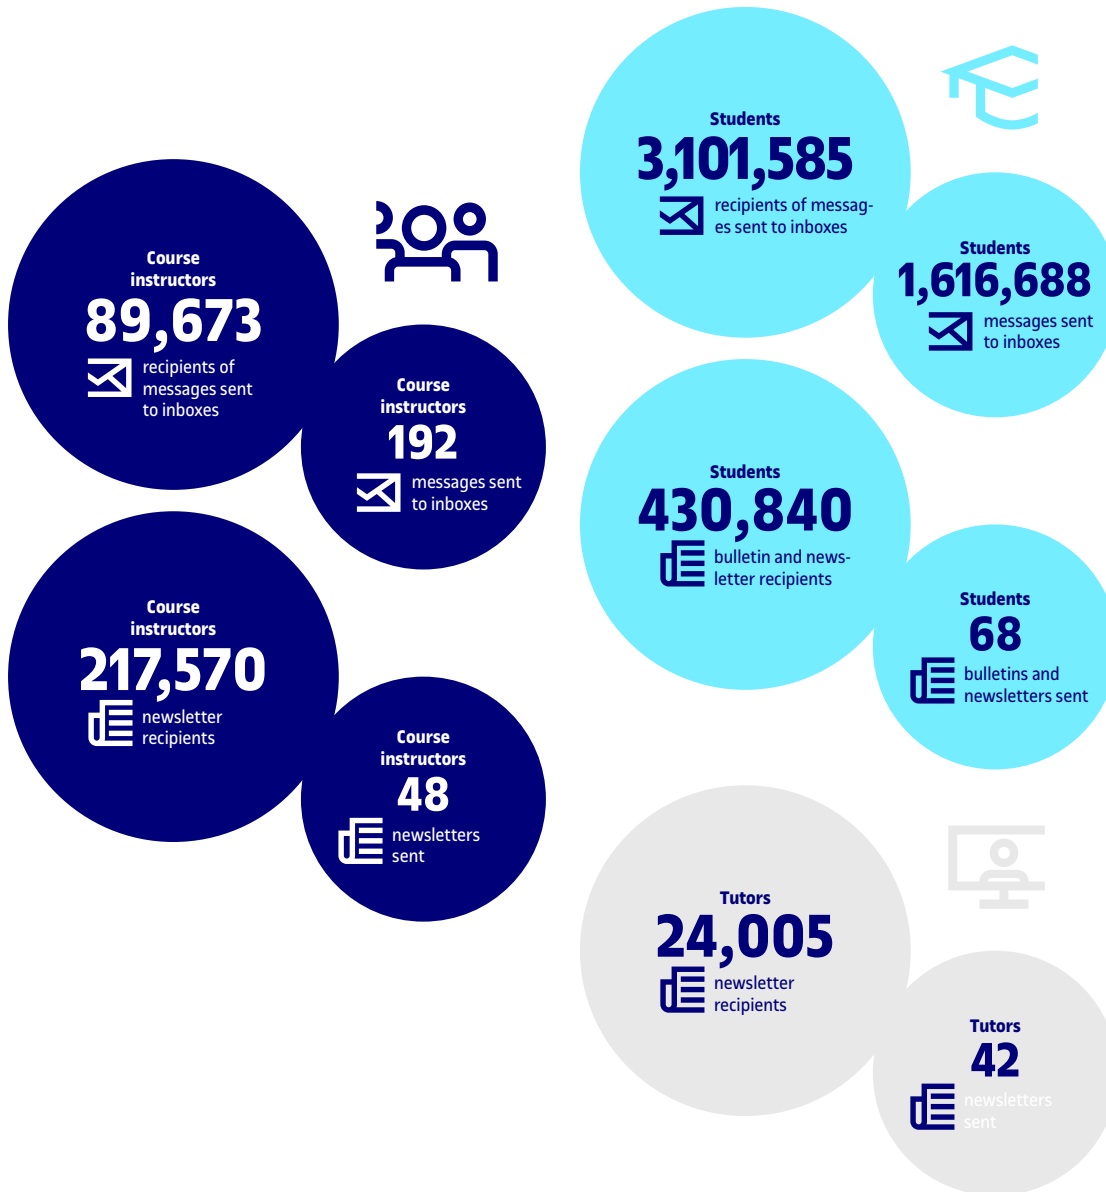 Course
instructors
89,673
recipients of
messages sent
to inboxes
Course
instructors
192
messages sent
to inboxes
Course
instructors
217,570
newsletter
recipients
Course
instructors
48
newsletters
sent
Students
3,101,585
recipients of messag-
es sent to inboxes
Students
1,616,688
messages sent
to inboxes
Students
430,840
bulletin and news-
letter recipients
Students
68
bulletins and
newsletters sent
Tutors
24,005
newsletter
recipients
Tutors
42
newsletters
sent